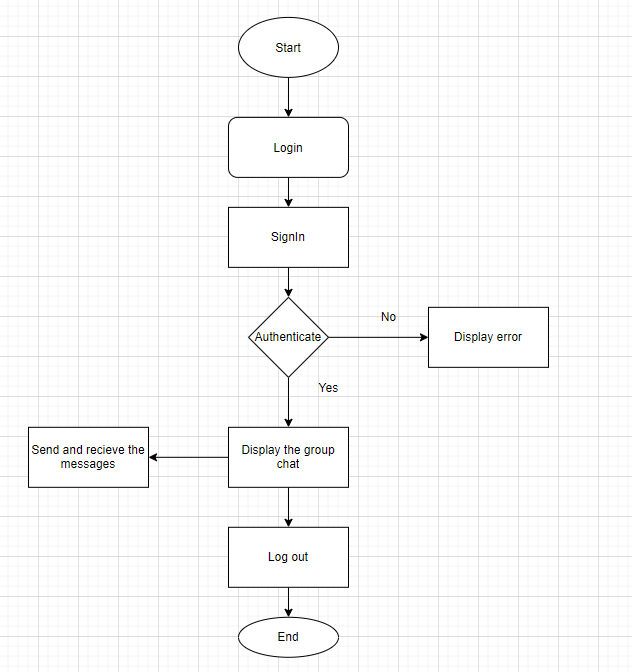 Start
Login
SignIn
Authenticate
No
Display error
Yes
Send and recieve the
messages
Display the group
chat
Log out
End